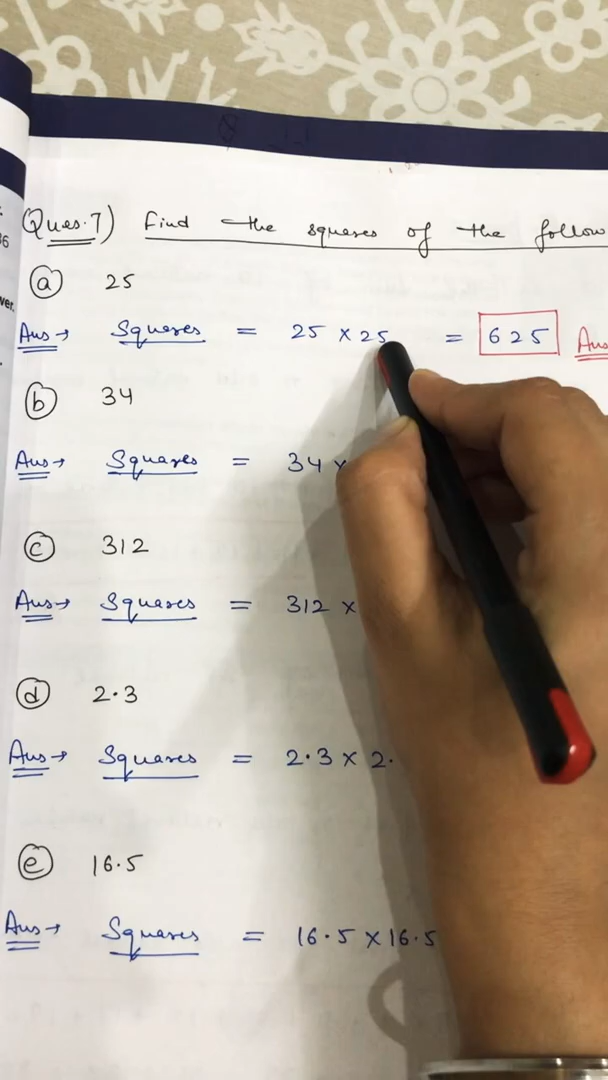 Ques.7) Find the squares of the follow
(a) 25
Ans → Squares = 25 × 25 = 625 Ans
(b) 34
Ans → Squares = 34 ×
(c) 312
Ans → Squares = 312 ×
(d) 2.3
Ans → Squares = 2.3 × 2.
(e) 16.5
Ans → Squares = 16.5 × 16.5